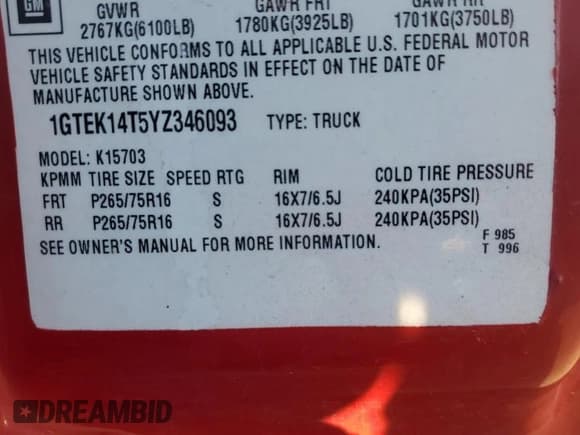 GM
GVWR GAWR FRT GAWR RR
2767KG(6100LB) 1780KG(3925LB) 1701KG(3750LB)
THIS VEHICLE CONFORMS TO ALL APPLICABLE U.S. FEDERAL MOTOR
VEHICLE SAFETY STANDARDS IN EFFECT ON THE DATE OF
MANUFACTURE SHOWN ABOVE.
1GTEK14T5YZ346093 TYPE: TRUCK
MODEL: K15703
KPMM TIRE SIZE SPEED RTG RIM COLD TIRE PRESSURE
FRT P265/75R16 S 16X7/6.5J 240KPA(35PSI)
RR P265/75R16 S 16X7/6.5J 240KPA(35PSI)
SEE OWNER'S MANUAL FOR MORE INFORMATION.
F 985
T 996
DREAMBID